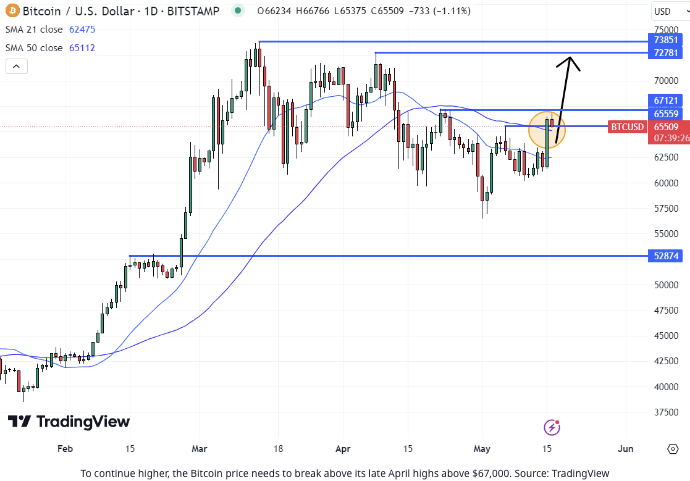 Bitcoin / U.S. Dollar · 1D · BITSTAMP O66234 H66766 L65375 C65509 −733 (−1.11%) USD
SMA 21 close 62475
SMA 50 close 65112
73851
75000
72781
70000
67121
65559
BTCUSD 65509
07:39:26
62500
60000
57500
55000
52874
50000
47500
45000
42500
40000
37500
TradingView
Feb 15 Mar 18 Apr 15 May 15 Jun
To continue higher, the Bitcoin price needs to break above its late April highs above $67,000. Source: TradingView